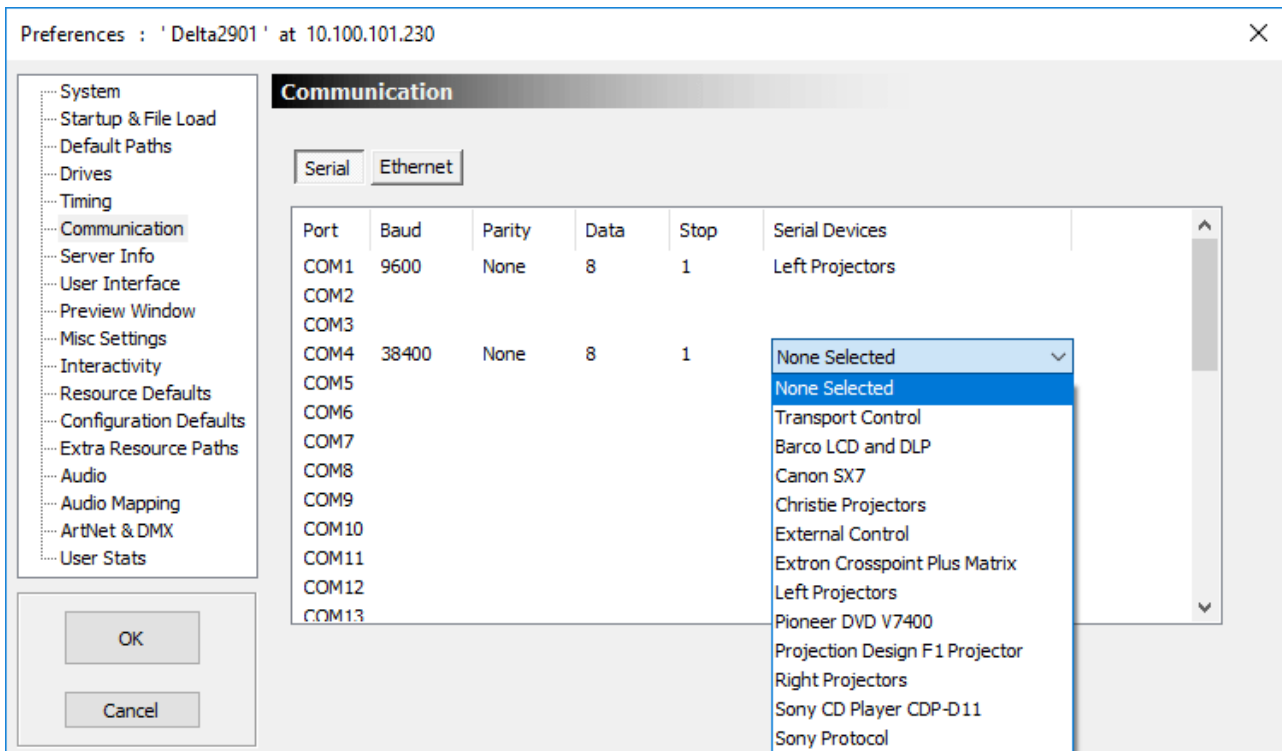 Preferences : 'Delta2901' at 10.100.101.230
System
Startup & File Load
Default Paths
Drives
Timing
Communication
Server Info
User Interface
Preview Window
Misc Settings
Interactivity
Resource Defaults
Configuration Defaults
Extra Resource Paths
Audio
Audio Mapping
ArtNet & DMX
User Stats
OK
Cancel
Communication
Serial Ethernet
Port Baud Parity Data Stop Serial Devices
COM1 9600 None 8 1 Left Projectors
COM2
COM3
COM4 38400 None 8 1 None Selected
COM5
COM6
COM7
COM8
COM9
COM10
COM11
COM12
COM13
None Selected
Transport Control
Barco LCD and DLP
Canon SX7
Christie Projectors
External Control
Extron Crosspoint Plus Matrix
Left Projectors
Pioneer DVD V7400
Projection Design F1 Projector
Right Projectors
Sony CD Player CDP-D11
Sony Protocol